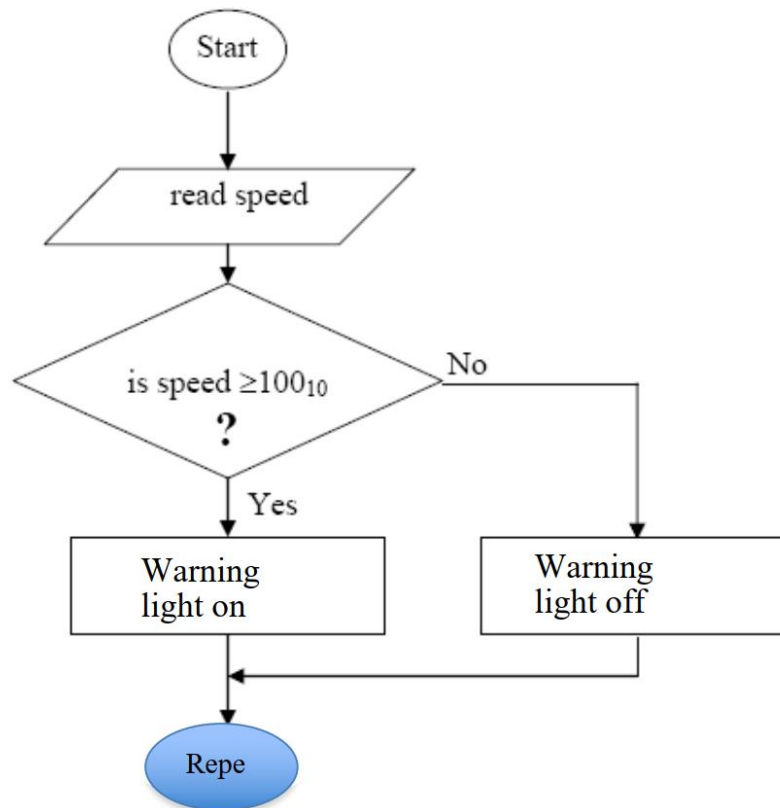 Start
read speed
is speed ≥100₁₀
?
No
Yes
Warning
light on
Warning
light off
Repe